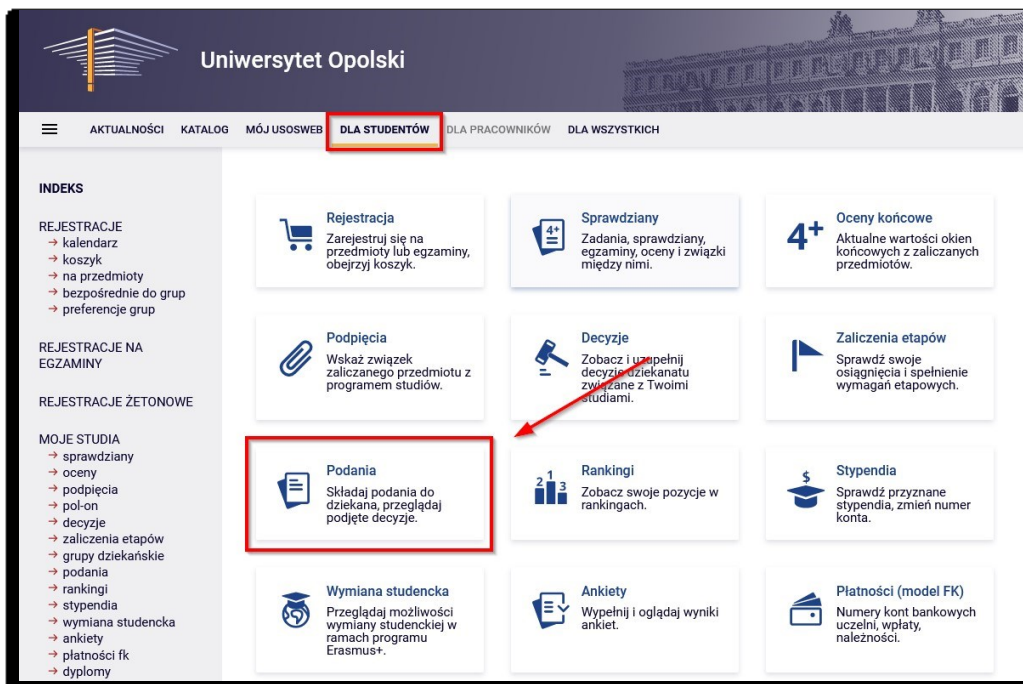 Uniwersytet Opolski
AKTUALNOŚCI KATALOG MÓJ USOSWEB DLA STUDENTÓW DLA PRACOWNIKÓW DLA WSZYSTKICH
INDEKS
REJESTRACJE
→ kalendarz
→ koszyk
→ na przedmioty
→ bezpośrednie do grup
→ preferencje grup
REJESTRACJE NA
EGZAMINY
REJESTRACJE ŻETONOWE
MOJE STUDIA
→ sprawdziany
→ oceny
→ podpięcia
→ pol-on
→ decyzje
→ zaliczenia etapów
→ grupy dziekańskie
→ podania
→ rankingi
→ stypendia
→ wymiana studencka
→ ankiety
→ płatności fk
→ dyplomy
Rejestracja
Zarejestruj się na
przedmioty lub egzaminy,
obejrzyj koszyk.
4+
Sprawdziany
Zadania, sprawdziany,
egzaminy, oceny i związki
między nimi.
4+
Oceny końcowe
Aktualne wartości okien
końcowych z zaliczanych
przedmiotów.
Podpięcia
Wskaż związek
zaliczanego przedmiotu z
programem studiów.
Decyzje
Zobacz i uzupełnij
decyzje dziekanatu
związane z Twoimi
studiami.
Zaliczenia etapów
Sprawdź swoje
osiągnięcia i spełnienie
wymagań etapowych.
Podania
Składaj podania do
dziekana, przeglądaj
podjęte decyzje.
2 1 3
Rankingi
Zobacz swoje pozycje w
rankingach.
$
Stypendia
Sprawdź przyznane
stypendia, zmień numer
konta.
Wymiana studencka
Przeglądaj możliwości
wymiany studenckiej w
ramach programu
Erasmus+.
Ankiety
Wypełnij i oglądaj wyniki
ankiet.
Płatności (model FK)
Numery kont bankowych
uczelni, wpłaty,
należności.